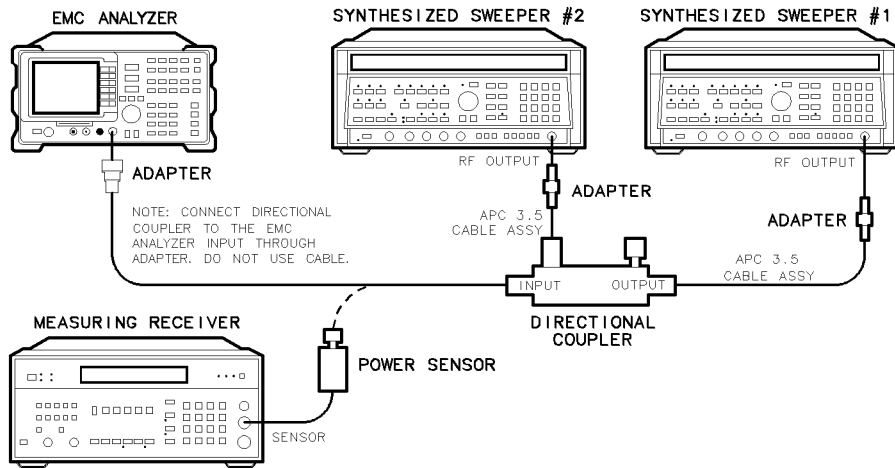 EMC ANALYZER
SYNTHESIZED SWEEPER #2
SYNTHESIZED SWEEPER #1
RF OUTPUT
RF OUTPUT
ADAPTER
ADAPTER
ADAPTER
NOTE: CONNECT DIRECTIONAL
COUPLER TO THE EMC
ANALYZER INPUT THROUGH
ADAPTER. DO NOT USE CABLE.
APC 3.5
CABLE ASSY
APC 3.5
CABLE ASSY
INPUT
OUTPUT
DIRECTIONAL
COUPLER
MEASURING RECEIVER
POWER SENSOR
SENSOR